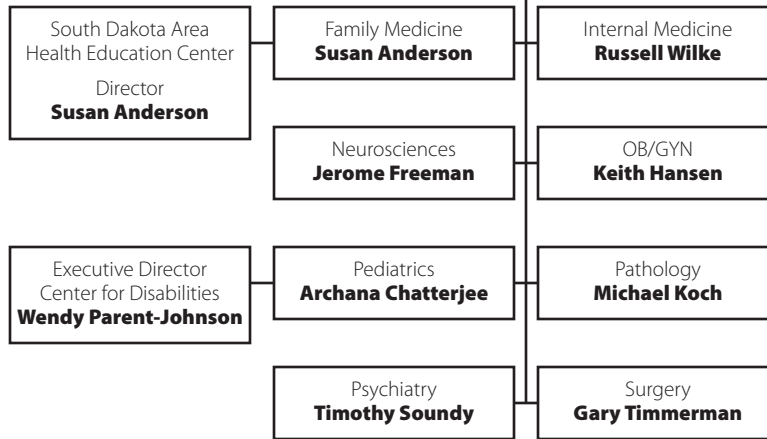 South Dakota Area
Health Education Center
Director
Susan Anderson
Family Medicine
Susan Anderson
Internal Medicine
Russell Wilke
Neurosciences
Jerome Freeman
OB/GYN
Keith Hansen
Executive Director
Center for Disabilities
Wendy Parent-Johnson
Pediatrics
Archana Chatterjee
Pathology
Michael Koch
Psychiatry
Timothy Soundy
Surgery
Gary Timmerman